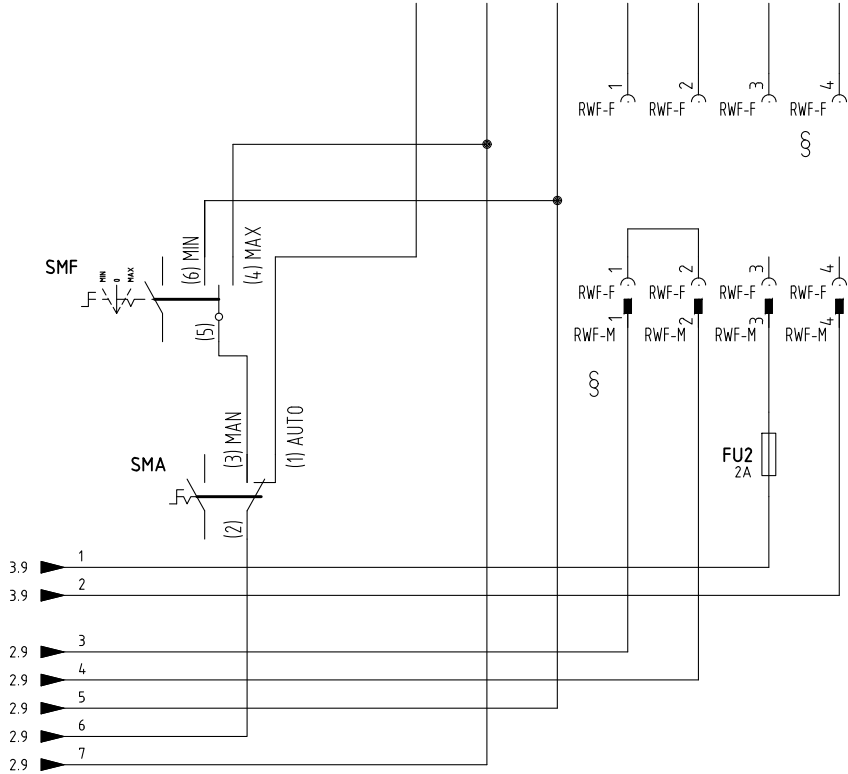 1 2 3 4
RWF-F RWF-F RWF-F RWF-F
§
SMF
MIN 0 MAX
(6) MIN
(4) MAX
(5)
1 2 3 4
RWF-F RWF-F RWF-F RWF-F
1 2 3 4
RWF-M RWF-M RWF-M RWF-M
§
SMA
(3) MAN
(1) AUTO
(2)
FU2
2A
3.9 1
3.9 2
2.9 3
2.9 4
2.9 5
2.9 6
2.9 7